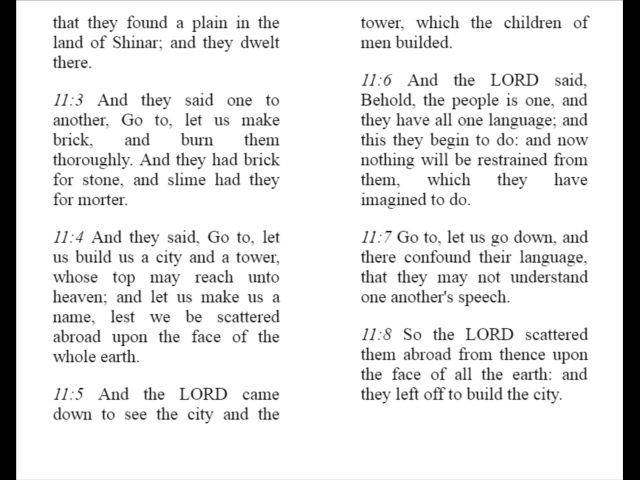 that they found a plain in the
land of Shinar; and they dwelt
there.
11:3 And they said one to
another, Go to, let us make
brick, and burn them
thoroughly. And they had brick
for stone, and slime had they
for morter.
11:4 And they said, Go to, let
us build us a city and a tower,
whose top may reach unto
heaven; and let us make us a
name, lest we be scattered
abroad upon the face of the
whole earth.
11:5 And the LORD came
down to see the city and the
tower, which the children of
men builded.
11:6 And the LORD said,
Behold, the people is one, and
they have all one language; and
this they begin to do: and now
nothing will be restrained from
them, which they have
imagined to do.
11:7 Go to, let us go down, and
there confound their language,
that they may not understand
one another's speech.
11:8 So the LORD scattered
them abroad from thence upon
the face of all the earth: and
they left off to build the city.